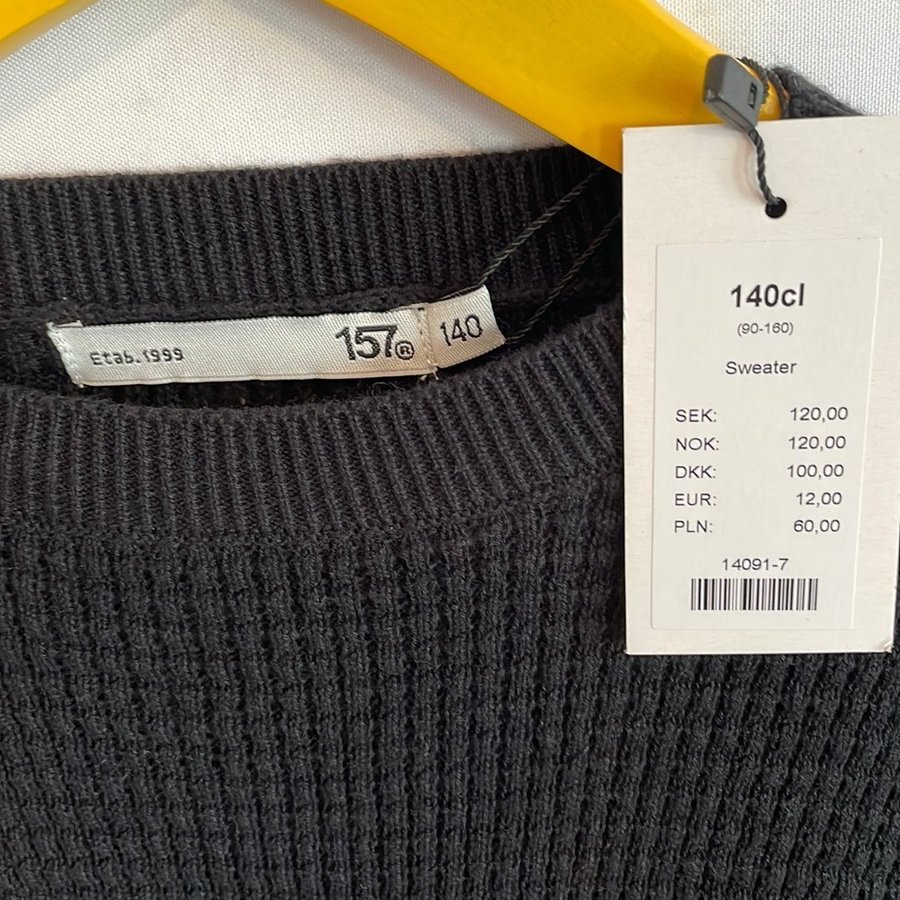 Etab.1999
157®
140
140cl
(90-160)
Sweater
SEK: 120,00
NOK: 120,00
DKK: 100,00
EUR: 12,00
PLN: 60,00
14091-7